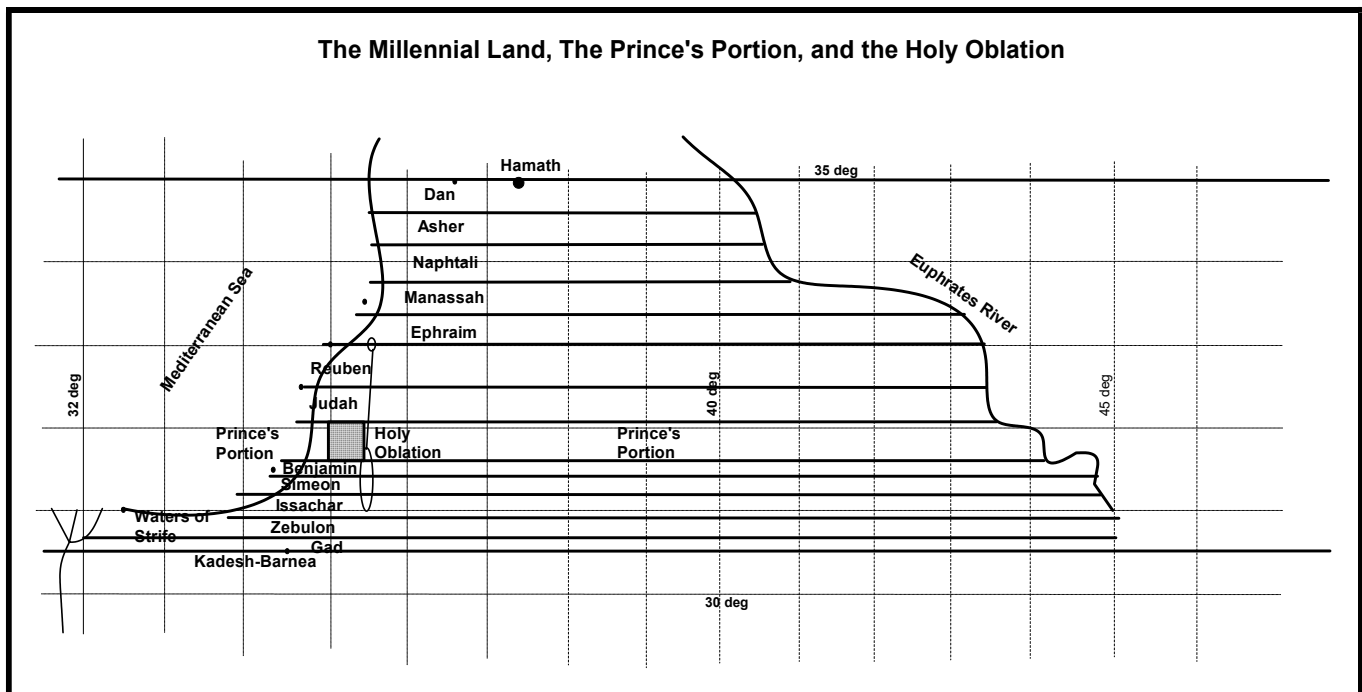 The Millennial Land, The Prince's Portion, and the Holy Oblation
Hamath
35 deg
Dan
Asher
Naphtali
Manassah
Ephraim
Reuben
Judah
Mediterranean Sea
Euphrates River
32 deg
40 deg
45 deg
Prince's
Portion
Holy
Oblation
Prince's
Portion
Benjamin
Simeon
Issachar
Waters of
Strife
Zebulon
Gad
Kadesh-Barnea
30 deg